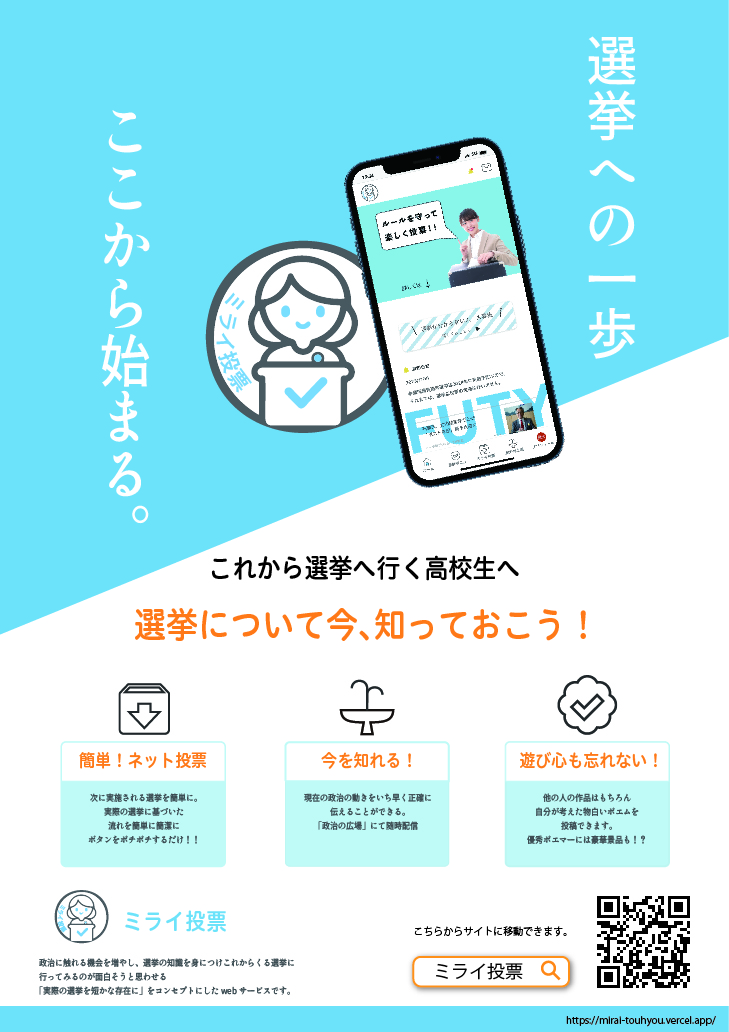 選挙への一歩
ここから始まる。
ミライ投票
ルールを守って
楽しく投票!!
FUTY
これから選挙へ行く高校生へ
選挙について今、知っておこう！
簡単！ネット投票
次に実施される選挙を簡単に。
実際の選挙に基づいた
流れを簡単に簡潔に
ボタンをポチポチするだけ！！
今を知れる！
現在の政治の動きをいち早く正確に
伝えることができる。
「政治の広場」にて随時配信
遊び心も忘れない！
他の人の作品はもちろん
自分が考えた物白いポエムを
投稿できます。
優秀ポエマーには豪華景品も！？
ミライ投票
政治に触れる機会を増やし、選挙の知識を身につけこれからくる選挙に
行ってみるのが面白そうと思わせる
「実際の選挙を短かな存在に」をコンセプトにした web サービスです。
こちらからサイトに移動できます。
ミライ投票
https://mirai-touhyou.vercel.app/